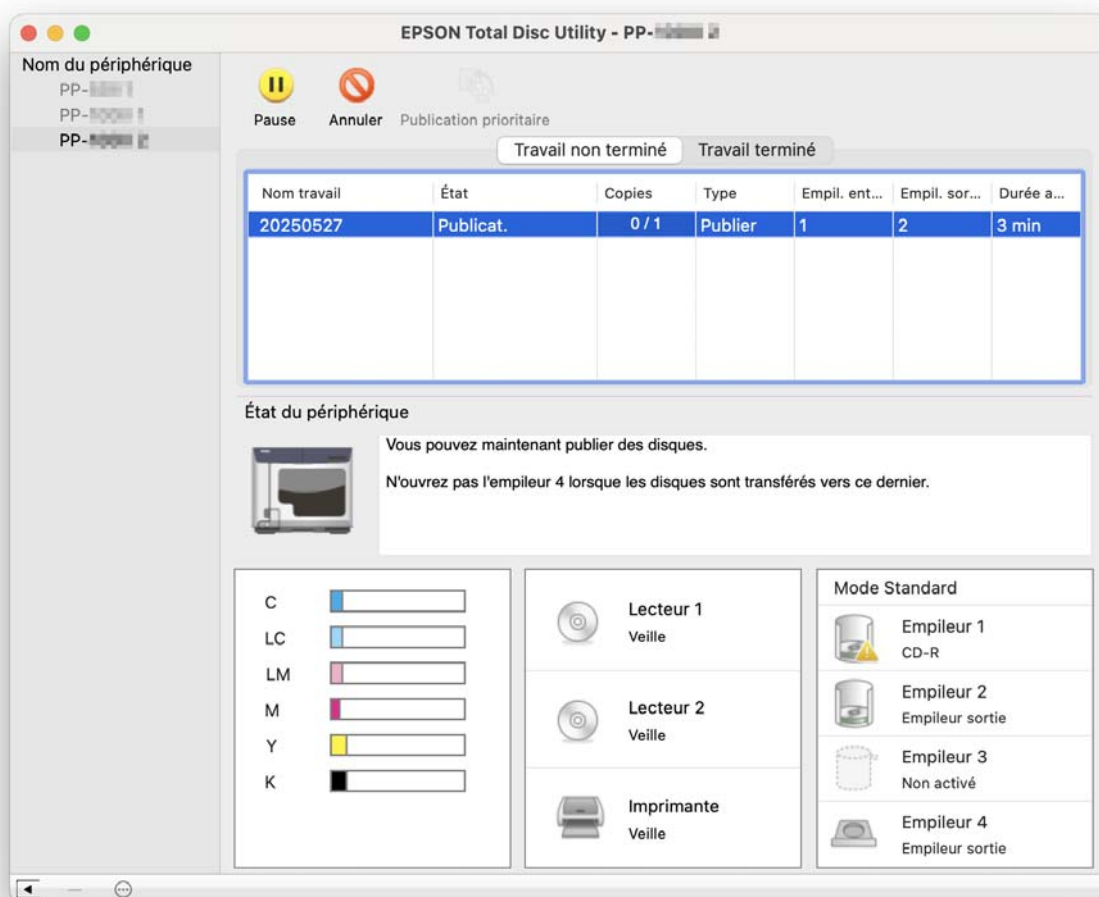 EPSON Total Disc Utility - PP-
Nom du périphérique
PP-
PP-
PP-
Pause
Annuler
Publication prioritaire
Travail non terminé
Travail terminé
Nom travail État Copies Type Empil. ent... Empil. sor... Durée a...
20250527 Publicat. 0 / 1 Publier 1 2 3 min
État du périphérique
Vous pouvez maintenant publier des disques.
N'ouvrez pas l'empileur 4 lorsque les disques sont transférés vers ce dernier.
C
LC
LM
M
Y
K
Lecteur 1
Veille
Lecteur 2
Veille
Imprimante
Veille
Mode Standard
Empileur 1
CD-R
Empileur 2
Empileur sortie
Empileur 3
Non activé
Empileur 4
Empileur sortie